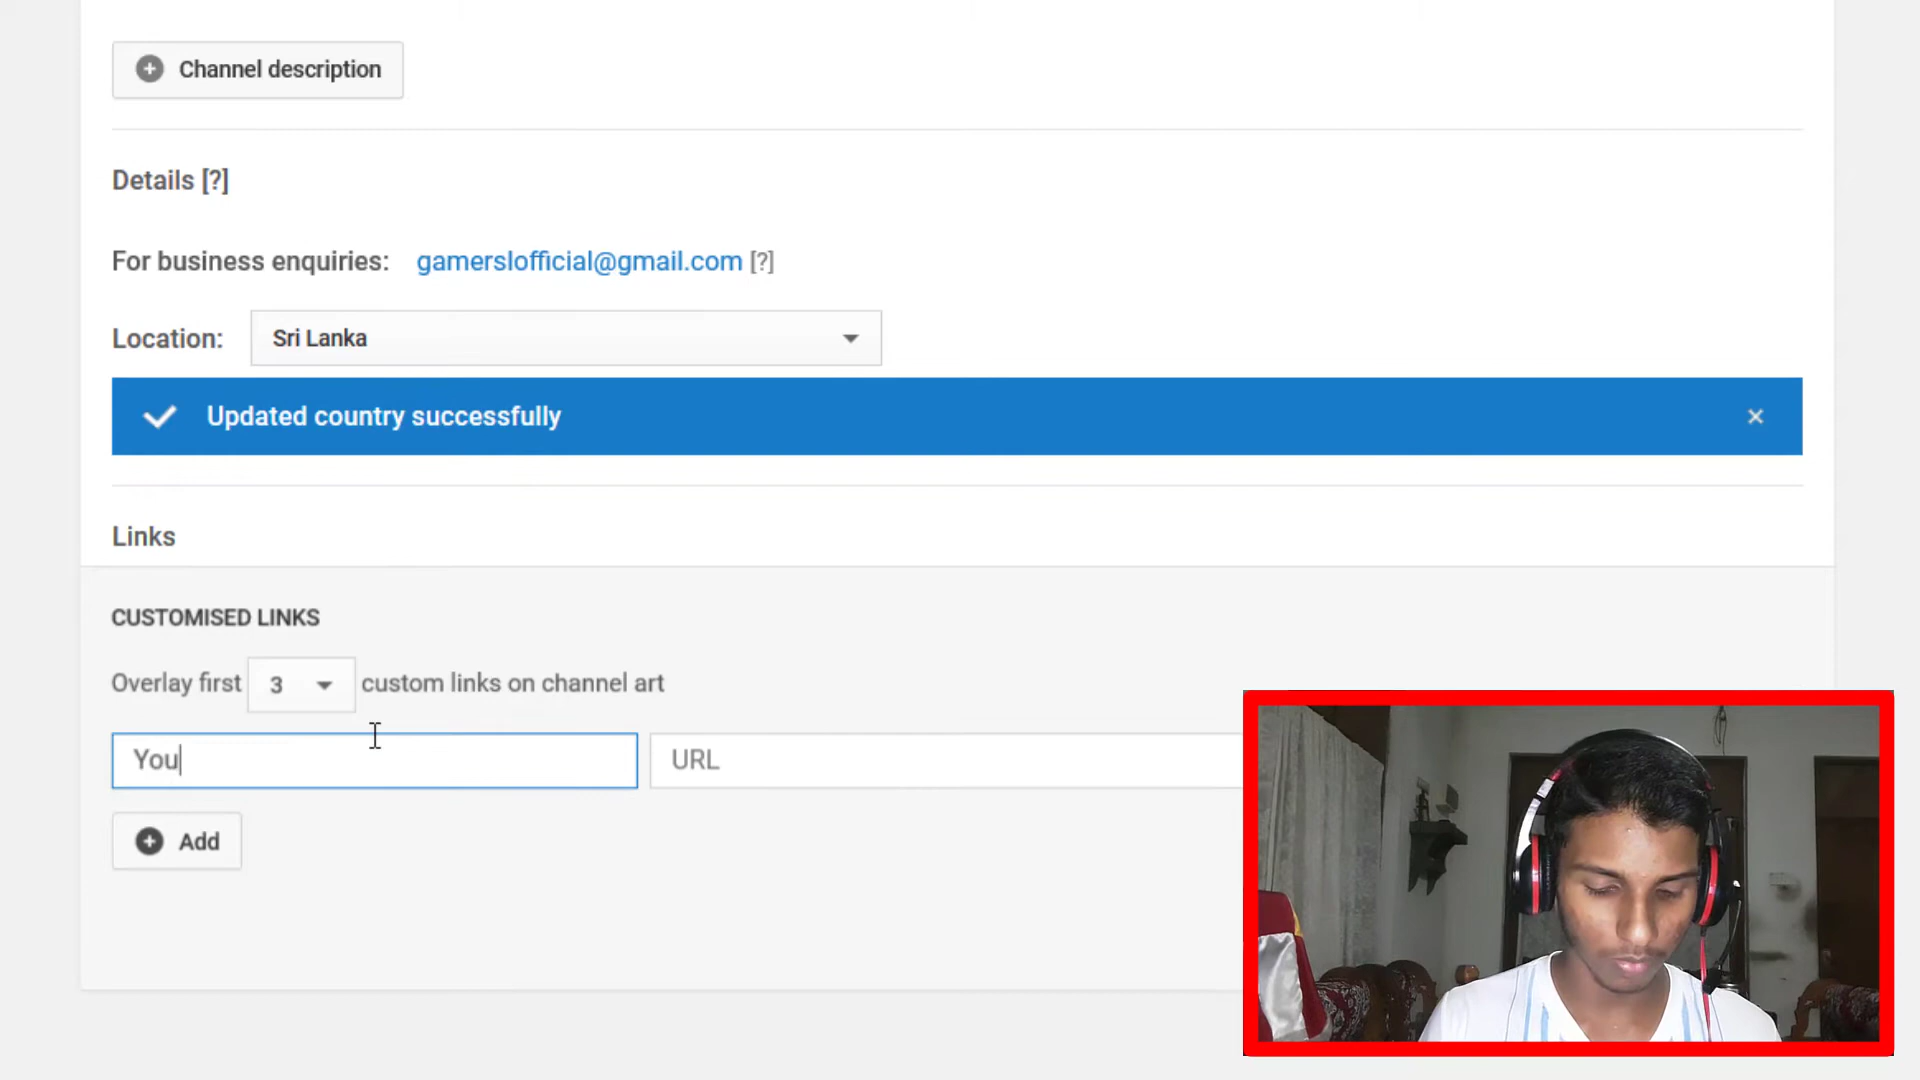 Channel description
Details [?]
For business enquiries: gamerslofficial@gmail.com [?]
Location: Sri Lanka
Updated country successfully
Links
CUSTOMISED LINKS
Overlay first 3 custom links on channel art
You URL
Add